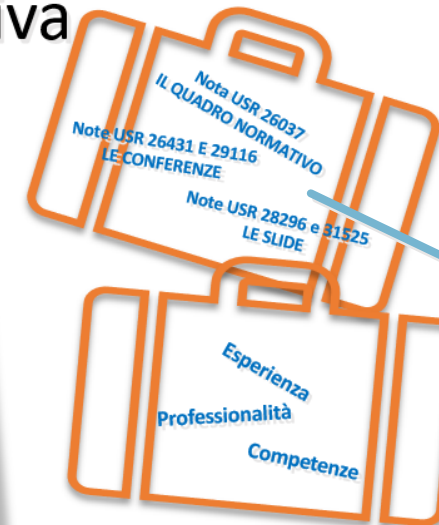 iva
Nota USR 26037
IL QUADRO NORMATIVO
Note USR 26431 E 29116
LE CONFERENZE
Note USR 28296 e 31525
LE SLIDE
Esperienza
Professionalità
Competenze